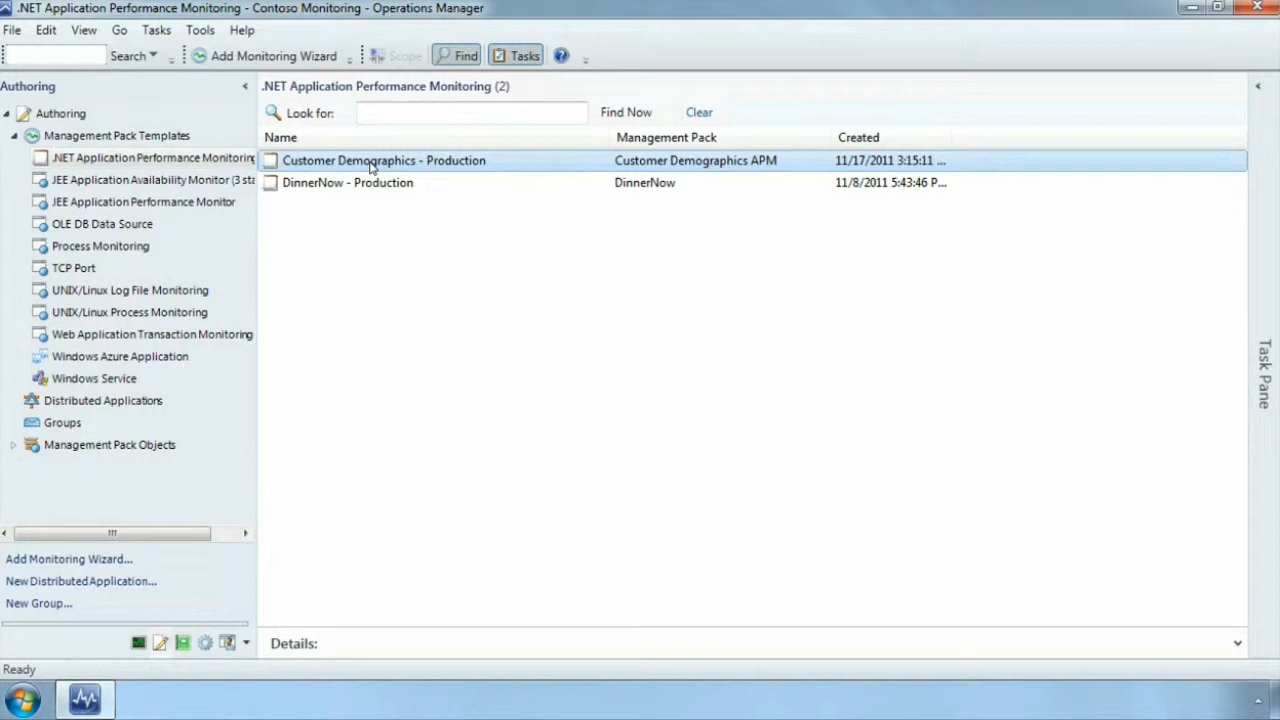 .NET Application Performance Monitoring - Contoso Monitoring - Operations Manager
File Edit View Go Tasks Tools Help
Search Add Monitoring Wizard Scope Find Tasks
Authoring
.NET Application Performance Monitoring (2)
Look for: Find Now Clear
Name Management Pack Created
Customer Demographics - Production Customer Demographics APM 11/17/2011 3:15:11 ...
DinnerNow - Production DinnerNow 11/8/2011 5:43:46 P...
Authoring
Management Pack Templates
.NET Application Performance Monitoring
JEE Application Availability Monitor (3 sta
JEE Application Performance Monitor
OLE DB Data Source
Process Monitoring
TCP Port
UNIX/Linux Log File Monitoring
UNIX/Linux Process Monitoring
Web Application Transaction Monitoring
Windows Azure Application
Windows Service
Distributed Applications
Groups
Management Pack Objects
Add Monitoring Wizard...
New Distributed Application...
New Group...
Details:
Task Pane
Ready